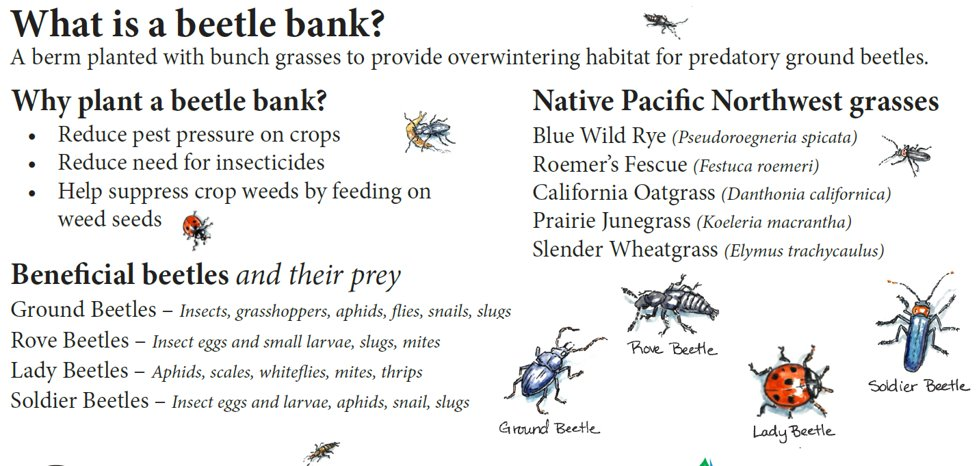 What is a beetle bank?
A berm planted with bunch grasses to provide overwintering habitat for predatory ground beetles.
Why plant a beetle bank?
• Reduce pest pressure on crops
• Reduce need for insecticides
• Help suppress crop weeds by feeding on
weed seeds
Beneficial beetles and their prey
Ground Beetles – Insects, grasshoppers, aphids, flies, snails, slugs
Rove Beetles – Insect eggs and small larvae, slugs, mites
Lady Beetles – Aphids, scales, whiteflies, mites, thrips
Soldier Beetles – Insect eggs and larvae, aphids, snail, slugs
Native Pacific Northwest grasses
Blue Wild Rye (Pseudoroegneria spicata)
Roemer's Fescue (Festuca roemeri)
California Oatgrass (Danthonia californica)
Prairie Junegrass (Koeleria macrantha)
Slender Wheatgrass (Elymus trachycaulus)
Rove Beetle
Soldier Beetle
Ground Beetle
Lady Beetle